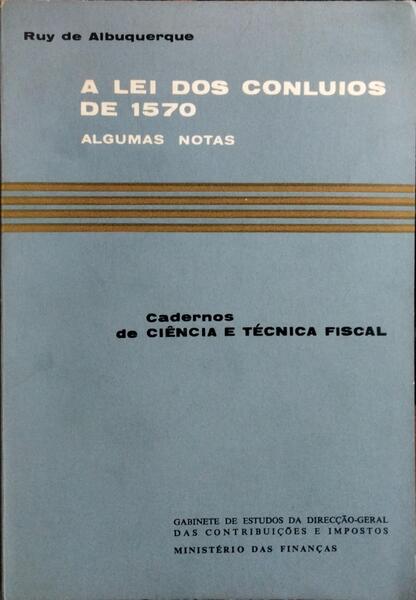 Ruy de Albuquerque
A LEI DOS CONLUIOS
DE 1570
ALGUMAS NOTAS
Cadernos
de CIÊNCIA E TÉCNICA FISCAL
GABINETE DE ESTUDOS DA DIRECÇÃO-GERAL
DAS CONTRIBUIÇÕES E IMPOSTOS
MINISTÉRIO DAS FINANÇAS